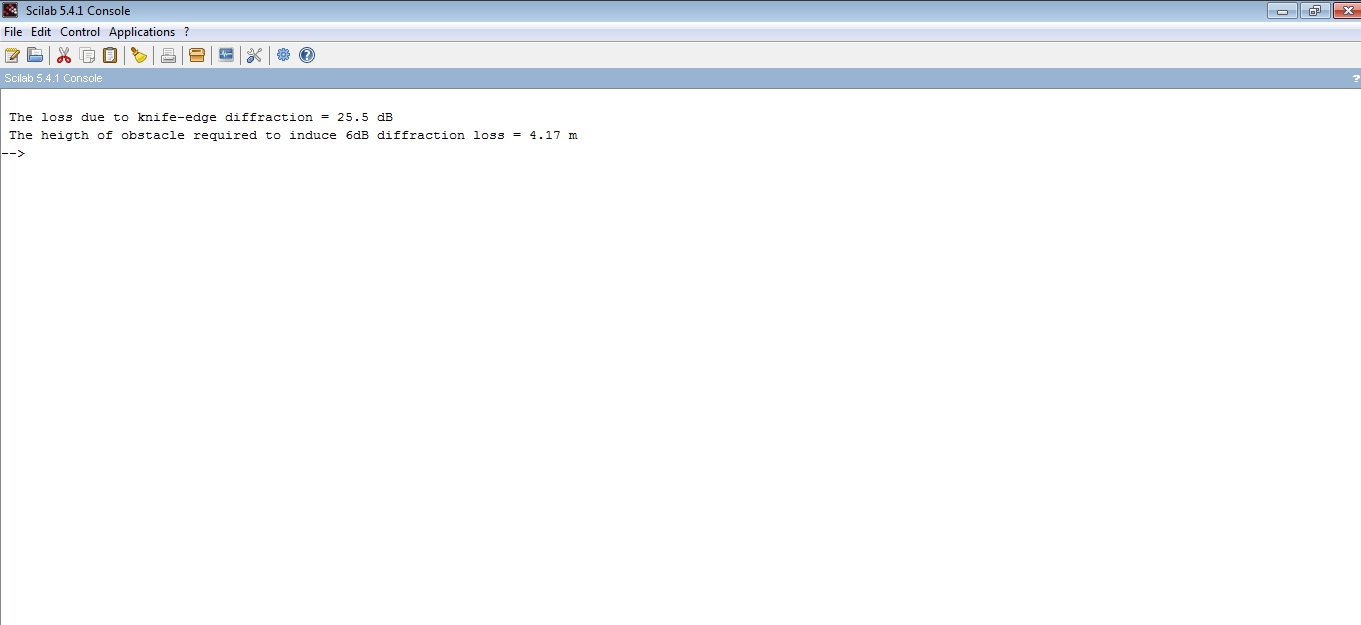 Scilab 5.4.1 Console
File Edit Control Applications ?
Scilab 5.4.1 Console ?
The loss due to knife-edge diffraction = 25.5 dB
The heigth of obstacle required to induce 6dB diffraction loss = 4.17 m
-->